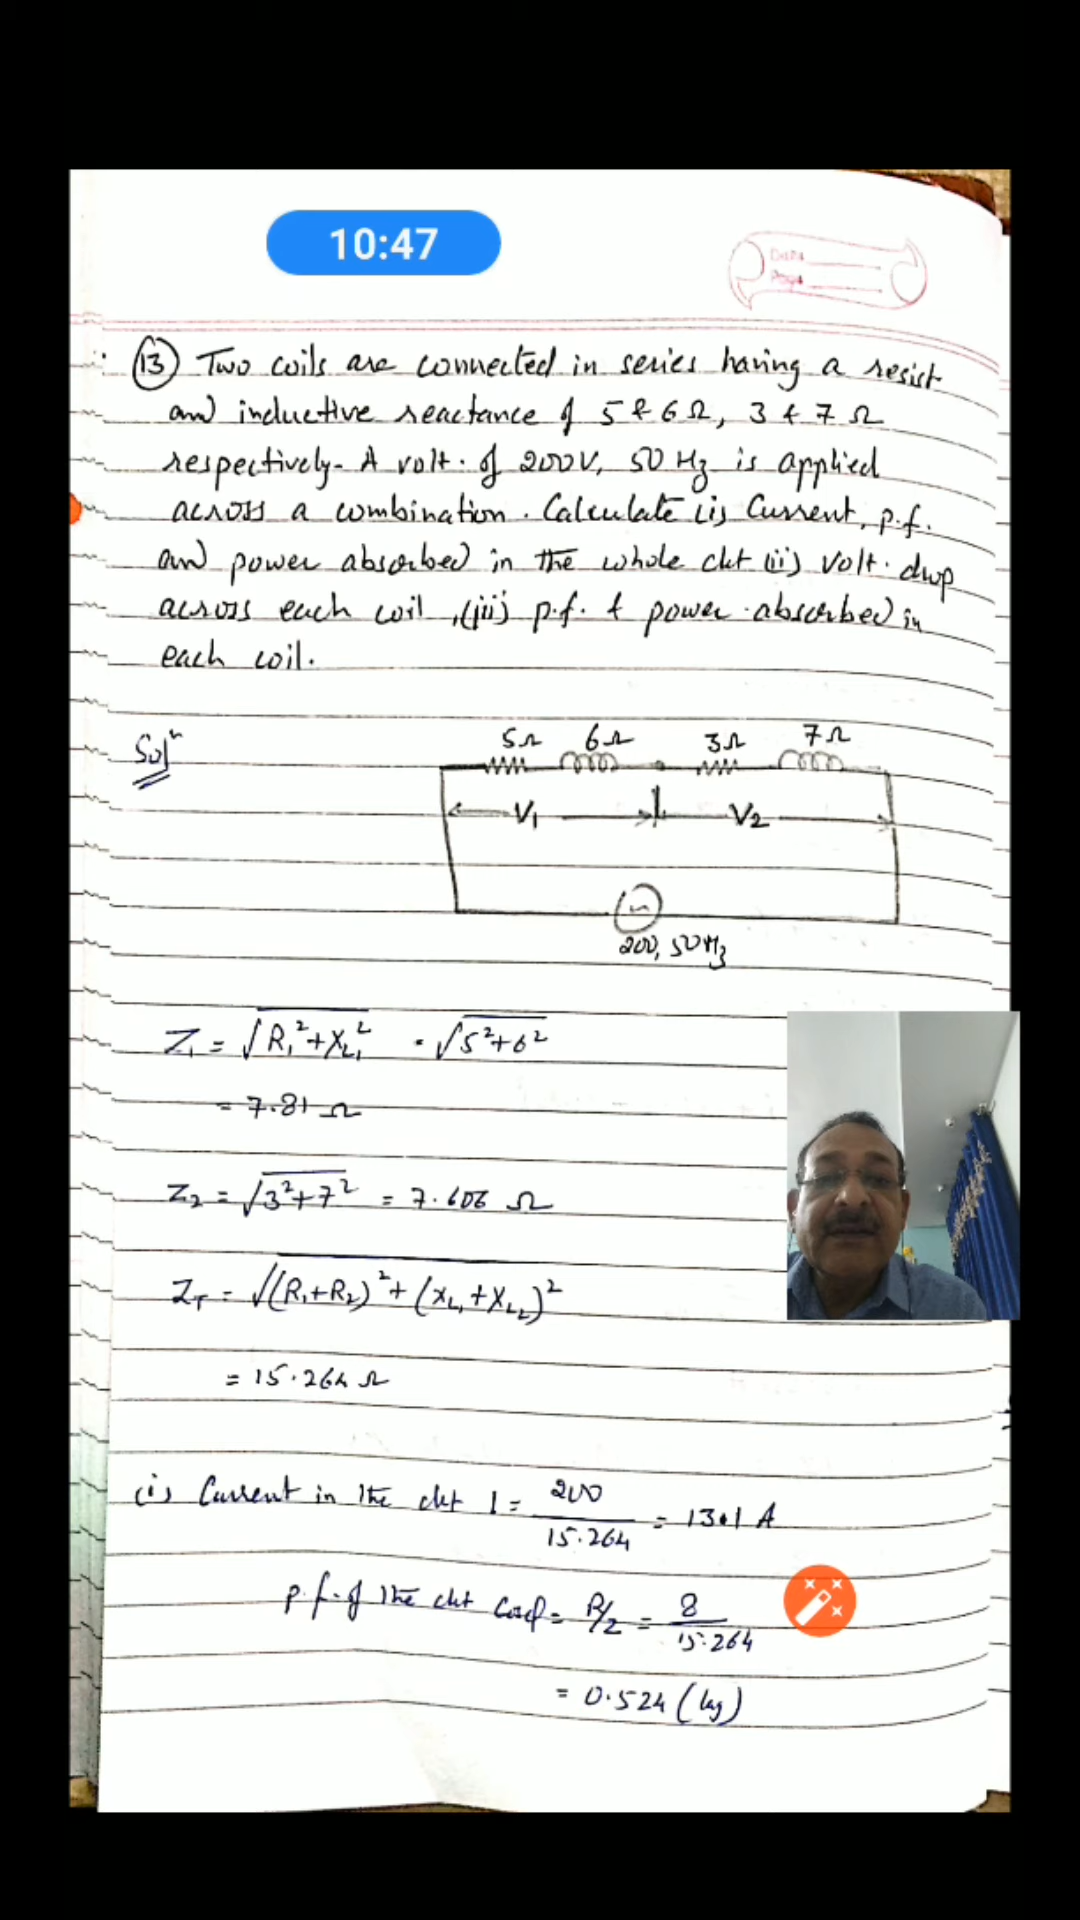 10:47
Date
Page
(13) Two coils are connected in series having a resist
and inductive reactance of 5 & 6 Ω, 3 & 7 Ω
respectively. A volt. of 200V, 50 Hz is applied
across a combination. Calculate (i) Current, p.f.
and power absorbed in the whole ckt (ii) volt. drop
across each coil, (iii) p.f. & power absorbed in
each coil.
Solⁿ
5Ω 6Ω 3Ω 7Ω
V₁ V₂
200, 50Hz
Z₁ = √R₁²+X_L₁² = √5²+6²
= 7.81 Ω
Z₂ = √3²+7² = 7.606 Ω
Z_T = √(R₁+R₂)²+(X_L₁+X_L₂)²
= 15.264 Ω
(i) Current in the ckt I = 200/15.264 = 13.1 A
p.f. of the ckt Cosφ = R/Z = 8/15.264
= 0.524 (lag)